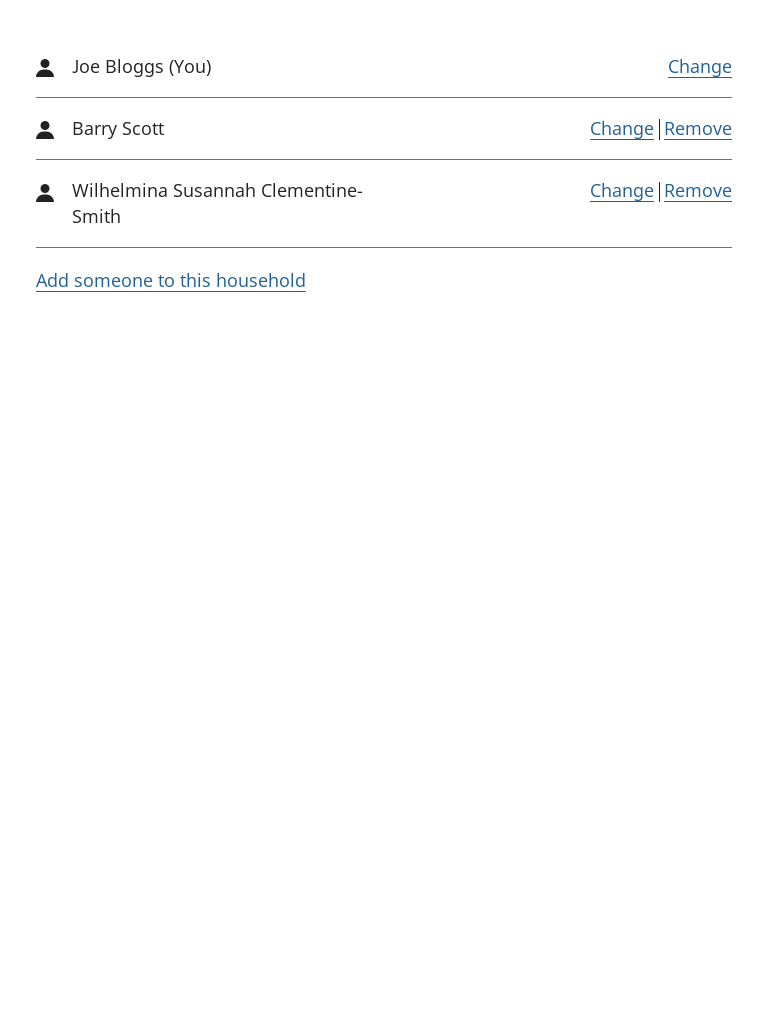 Joe Bloggs (You) Change
Barry Scott Change | Remove
Wilhelmina Susannah Clementine- Change | Remove
Smith
Add someone to this household